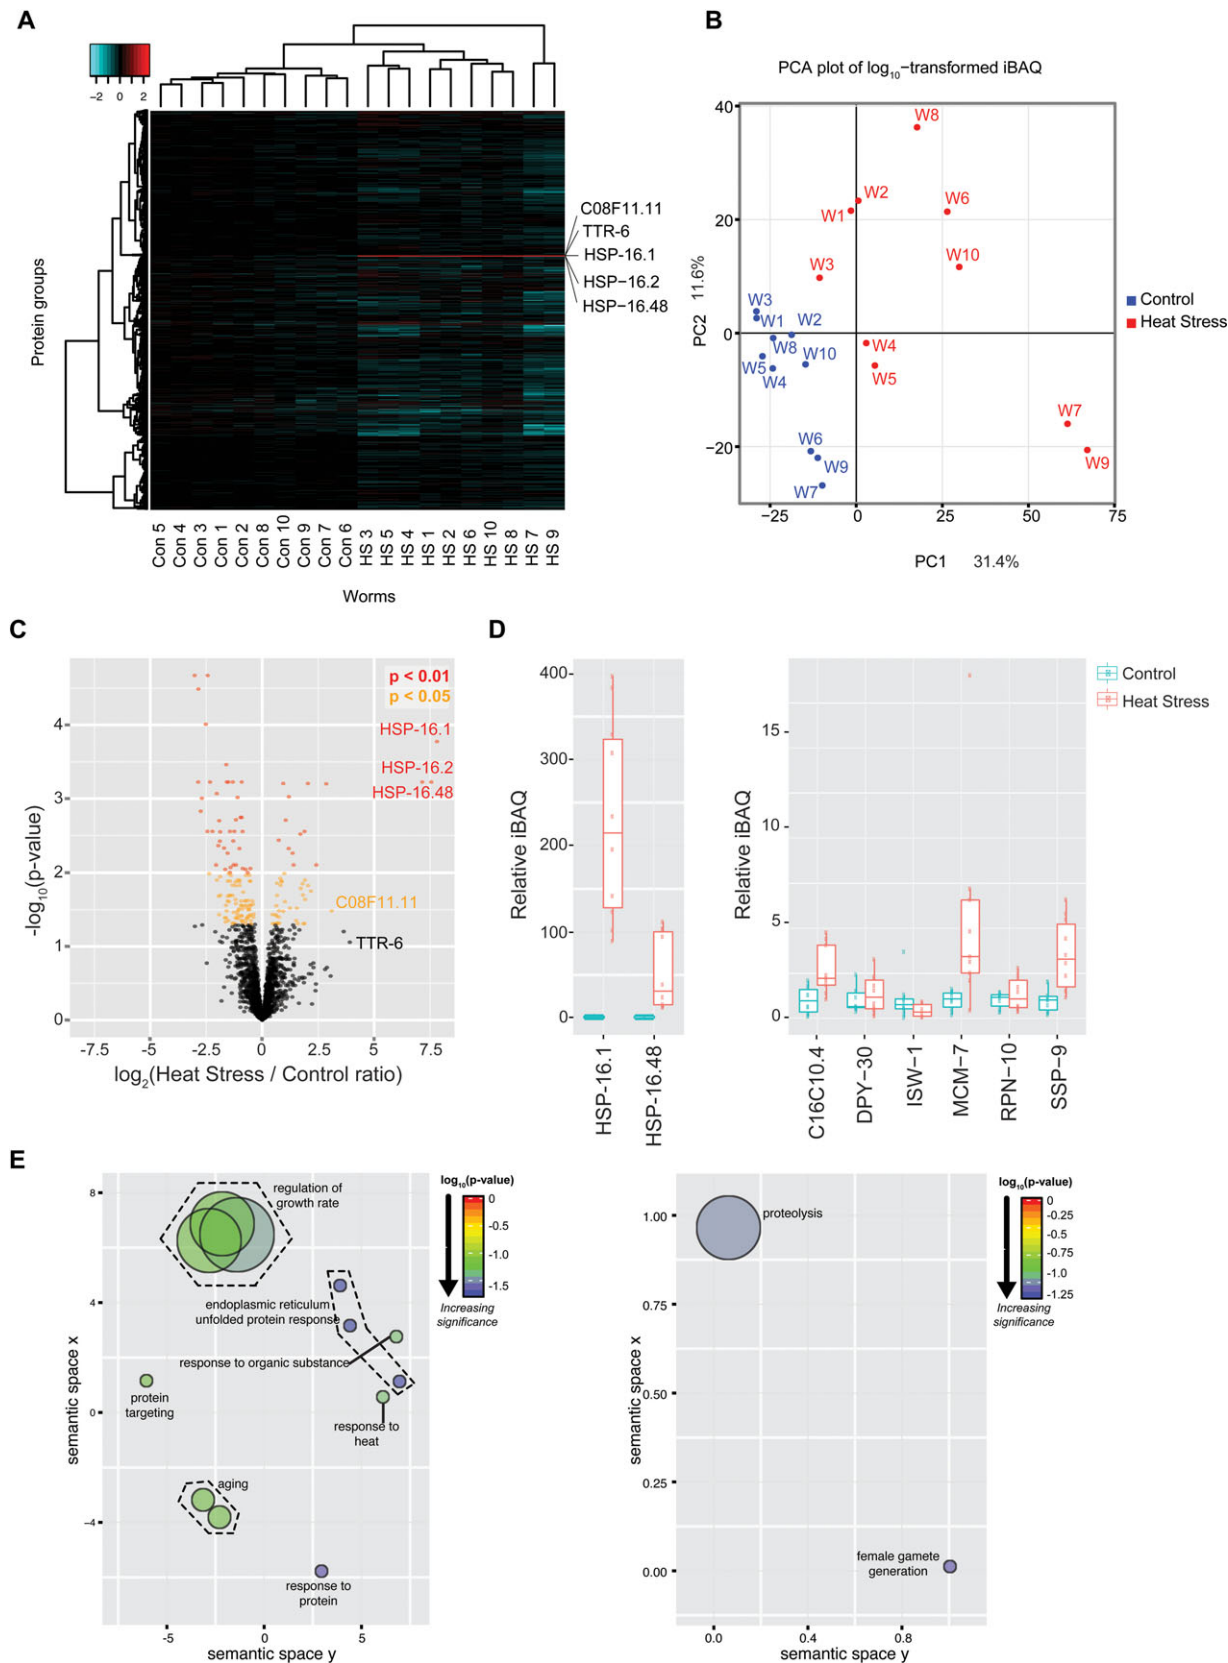 A
-2 0 2
Protein groups
C08F11.11
TTR-6
HSP-16.1
HSP−16.2
HSP-16.48
Con 5
Con 4
Con 3
Con 1
Con 2
Con 8
Con 10
Con 9
Con 7
Con 6
HS 3
HS 5
HS 4
HS 1
HS 2
HS 6
HS 10
HS 8
HS 7
HS 9
Worms
B
PCA plot of log10−transformed iBAQ
40
20
0
−20
PC2 11.6%
W8
W2
W1
W6
W10
W3
W3
W1
W2
W8
W10
W5
W4
W4
W5
W6
W9
W7
W7
W9
−25 0 25 50 75
PC1 31.4%
Control
Heat Stress
C
p < 0.01
p < 0.05
HSP-16.1
HSP-16.2
HSP-16.48
C08F11.11
TTR-6
4
3
2
1
0
-log10(p-value)
-7.5 -5 -2.5 0 2.5 5 7.5
log2(Heat Stress / Control ratio)
D
400
300
200
100
0
Relative iBAQ
HSP-16.1
HSP-16.48
15
10
5
0
Relative iBAQ
C16C10.4
DPY−30
ISW−1
MCM−7
RPN−10
SSP−9
Control
Heat Stress
E
8
4
0
−4
semantic space x
regulation of
growth rate
endoplasmic reticulum
unfolded protein response
response to organic substance
protein
targeting
response to
heat
aging
response to
protein
-5 0 5
semantic space y
log10(p-value)
0
-0.5
-1.0
-1.5
Increasing
significance
1.00
0.75
0.50
0.25
0.00
semantic space x
proteolysis
female gamete
generation
0.0 0.4 0.8
semantic space y
log10(p-value)
0
-0.25
-0.5
-0.75
-1.0
-1.25
Increasing
significance